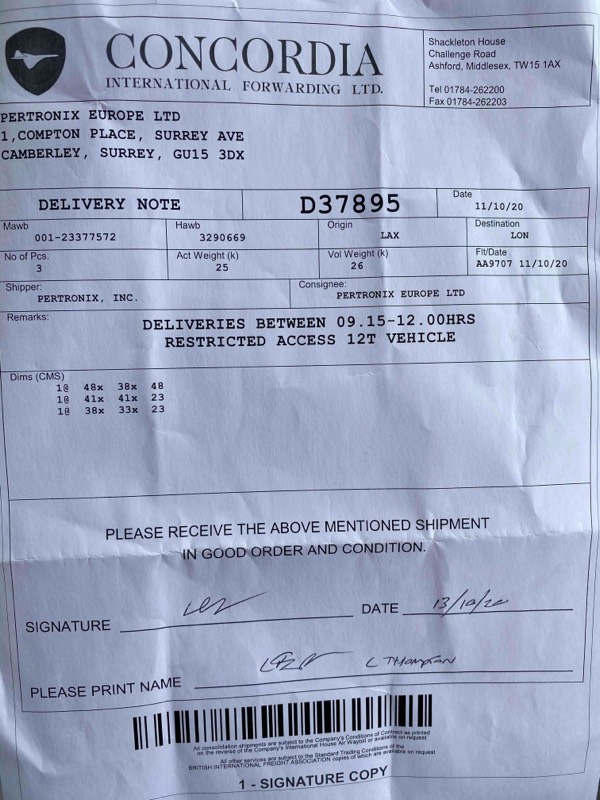 CONCORDIA
INTERNATIONAL FORWARDING LTD.
Shackleton House
Challenge Road
Ashford, Middlesex, TW15 1AX
Tel 01784-262200
Fax 01784-262203
PERTRONIX EUROPE LTD
1,COMPTON PLACE, SURREY AVE
CAMBERLEY, SURREY, GU15 3DX
DELIVERY NOTE D37895 Date 11/10/20
Mawb 001-23377572 Hawb 3290669 Origin LAX Destination LON
No of Pcs. 3 Act Weight (k) 25 Vol Weight (k) 26 Flt/Date AA9707 11/10/20
Shipper: PERTRONIX, INC. Consignee: PERTRONIX EUROPE LTD
Remarks: DELIVERIES BETWEEN 09.15-12.00HRS
RESTRICTED ACCESS 12T VEHICLE
Dims (CMS)
1@ 48x 38x 48
1@ 41x 41x 23
1@ 38x 33x 23
PLEASE RECEIVE THE ABOVE MENTIONED SHIPMENT
IN GOOD ORDER AND CONDITION.
SIGNATURE DATE 13/10/20
PLEASE PRINT NAME L THOMPSON
All consolidation shipments are subject to the Company's Conditions of Contract as printed
on the reverse of the Company's International House Air Waybill or available on request
All other services are subject to the Standard Trading Conditions of the
BRITISH INTERNATIONAL FREIGHT ASSOCIATION copies of which are available on request
1 - SIGNATURE COPY